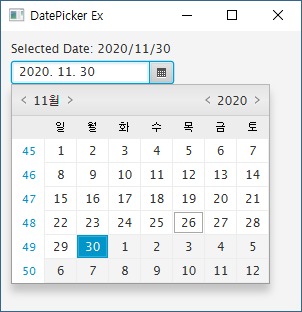 DatePicker Ex
Selected Date: 2020/11/30
2020. 11. 30
< 11월 > < 2020 >
일 월 화 수 목 금 토
45 1 2 3 4 5 6 7
46 8 9 10 11 12 13 14
47 15 16 17 18 19 20 21
48 22 23 24 25 26 27 28
49 29 30 1 2 3 4 5
50 6 7 8 9 10 11 12